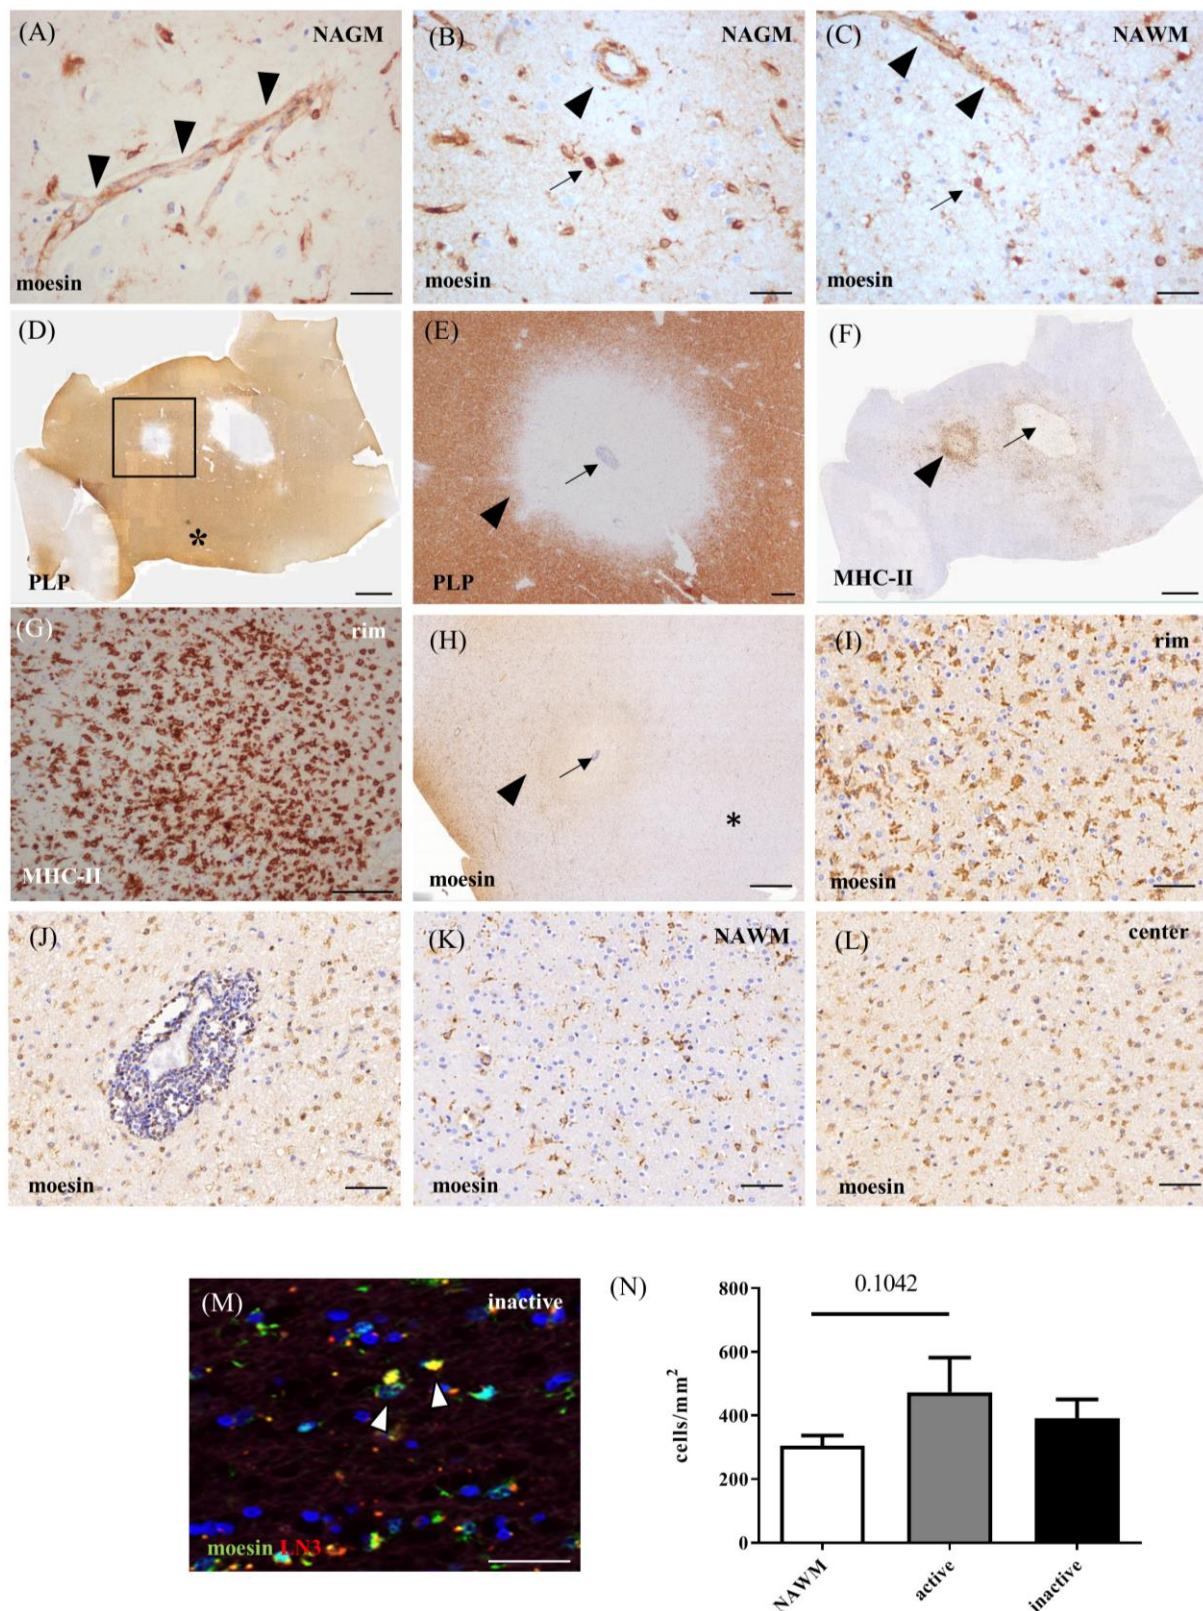 (A) NAGM
moesin
(B) NAGM
moesin
(C) NAWM
moesin
(D)
*
PLP
(E)
PLP
(F)
MHC-II
(G) rim
MHC-II
(H)
*
moesin
(I) rim
moesin
(J)
moesin
(K) NAWM
moesin
(L) center
moesin
(M) inactive
moesin LN3
(N)
0.1042
cells/mm²
800
600
400
200
0
NAWM
active
inactive